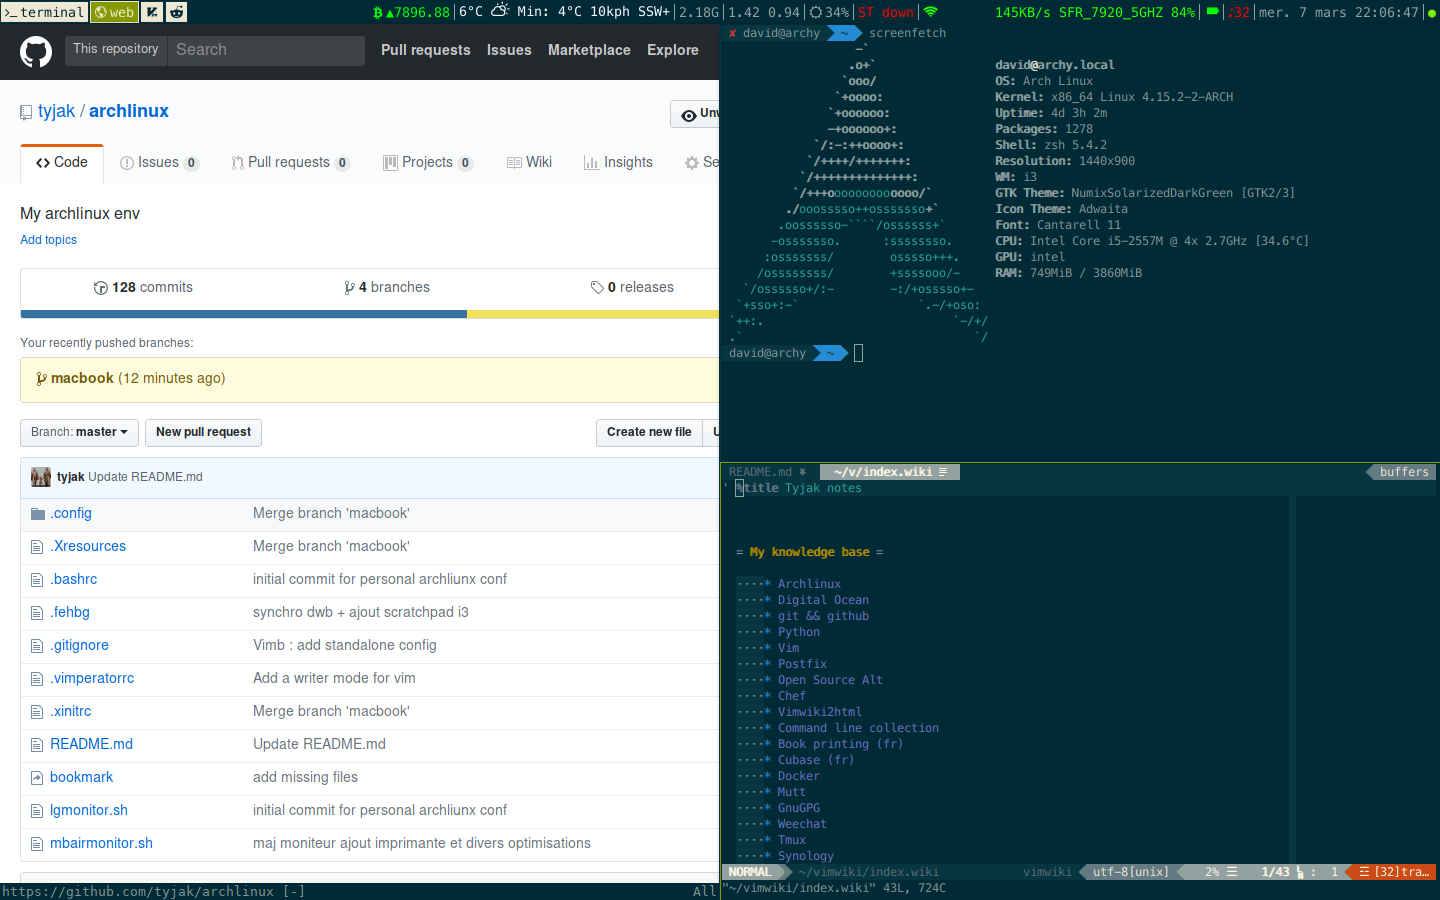 >_ terminal web
₿ ▲7896.88 | 6°C Min: 4°C 10kph SSW+ | 2.18G | 1.42 0.94 | 34% | ST down | 145KB/s SFR_7920_5GHZ 84% | ♪32 | mer. 7 mars 22:06:47 |
This repository Search Pull requests Issues Marketplace Explore
tyjak / archlinux
Unw
Code Issues 0 Pull requests 0 Projects 0 Wiki Insights Se
My archlinux env
Add topics
128 commits 4 branches 0 releases
Your recently pushed branches:
macbook (12 minutes ago)
Branch: master New pull request Create new file U
tyjak Update README.md
.config Merge branch 'macbook'
.Xresources Merge branch 'macbook'
.bashrc initial commit for personal archliunx conf
.fehbg synchro dwb + ajout scratchpad i3
.gitignore Vimb : add standalone config
.vimperatorrc Add a writer mode for vim
.xinitrc Merge branch 'macbook'
README.md Update README.md
bookmark add missing files
lgmonitor.sh initial commit for personal archliunx conf
mbairmonitor.sh maj moniteur ajout imprimante et divers optimisations
https://github.com/tyjak/archlinux [-] All
✘ david@archy ~ screenfetch
-`
.o+`
`ooo/
`+oooo:
`+oooooo:
-+oooooo+:
`/:-:++oooo+:
`/++++/+++++++:
`/++++++++++++++:
`/+++ooooooooooooo/`
./ooosssso++osssssso+`
.oossssso-````/ossssss+`
-osssssso. :ssssssso.
:osssssss/ osssso+++.
/ossssssss/ +ssssooo/-
`/ossssso+/:- -:/+osssso+-
`+sso+:-` `.-/+oso:
`++:. `-/+/
.` `/
david@archy.local
OS: Arch Linux
Kernel: x86_64 Linux 4.15.2-2-ARCH
Uptime: 4d 3h 2m
Packages: 1278
Shell: zsh 5.4.2
Resolution: 1440x900
WM: i3
GTK Theme: NumixSolarizedDarkGreen [GTK2/3]
Icon Theme: Adwaita
Font: Cantarell 11
CPU: Intel Core i5-2557M @ 4x 2.7GHz [34.6°C]
GPU: intel
RAM: 749MiB / 3860MiB
david@archy ~
README.md ~/v/index.wiki buffers
' %title Tyjak notes
= My knowledge base =
----* Archlinux
----* Digital Ocean
----* git && github
----* Python
----* Vim
----* Postfix
----* Open Source Alt
----* Chef
----* Vimwiki2html
----* Command line collection
----* Book printing (fr)
----* Cubase (fr)
----* Docker
----* Mutt
----* GnuPG
----* Weechat
----* Tmux
----* Synology
NORMAL ~/vimwiki/index.wiki vimwiki utf-8[unix] 2% ☰ 1/43 : 1 [32]tra…
"~/vimwiki/index.wiki" 43L, 724C